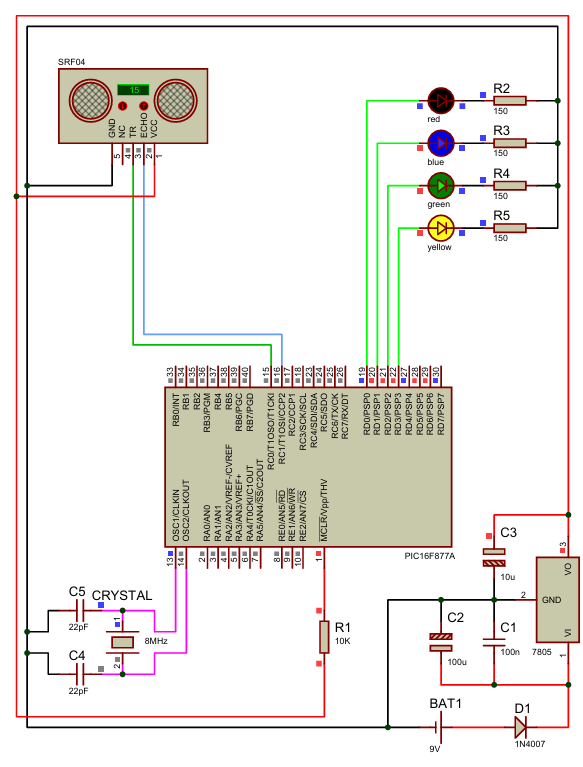 SRF04
15
GND
NC
TR
ECHO
VCC
5
4
3
2
1
R2
red
150
R3
blue
150
R4
green
150
R5
yellow
150
33
34
35
36
37
38
39
40
15
16
17
18
23
24
25
26
19
20
21
22
27
28
29
30
RB0/INT
RB1
RB2
RB3/PGM
RB4
RB5
RB6/PGC
RB7/PGD
RC0/T1OSO/T1CKI
RC1/T1OSI/CCP2
RC2/CCP1
RC3/SCK/SCL
RC4/SDI/SDA
RC5/SDO
RC6/TX/CK
RC7/RX/DT
RD0/PSP0
RD1/PSP1
RD2/PSP2
RD3/PSP3
RD4/PSP4
RD5/PSP5
RD6/PSP6
RD7/PSP7
OSC1/CLKIN
OSC2/CLKOUT
RA0/AN0
RA1/AN1
RA2/AN2/VREF-/CVREF
RA3/AN3/VREF+
RA4/T0CKI/C1OUT
RA5/AN4/SS/C2OUT
RE0/AN5/RD
RE1/AN6/WR
RE2/AN7/CS
MCLR/Vpp/THV
PIC16F877A
13
14
2
3
4
5
6
7
8
9
10
1
C3
10u
3
VO
2
GND
VI
7805
1
C5
22pF
CRYSTAL
1
8MHz
2
C4
22pF
R1
10K
C2
100u
C1
100n
BAT1
9V
D1
1N4007